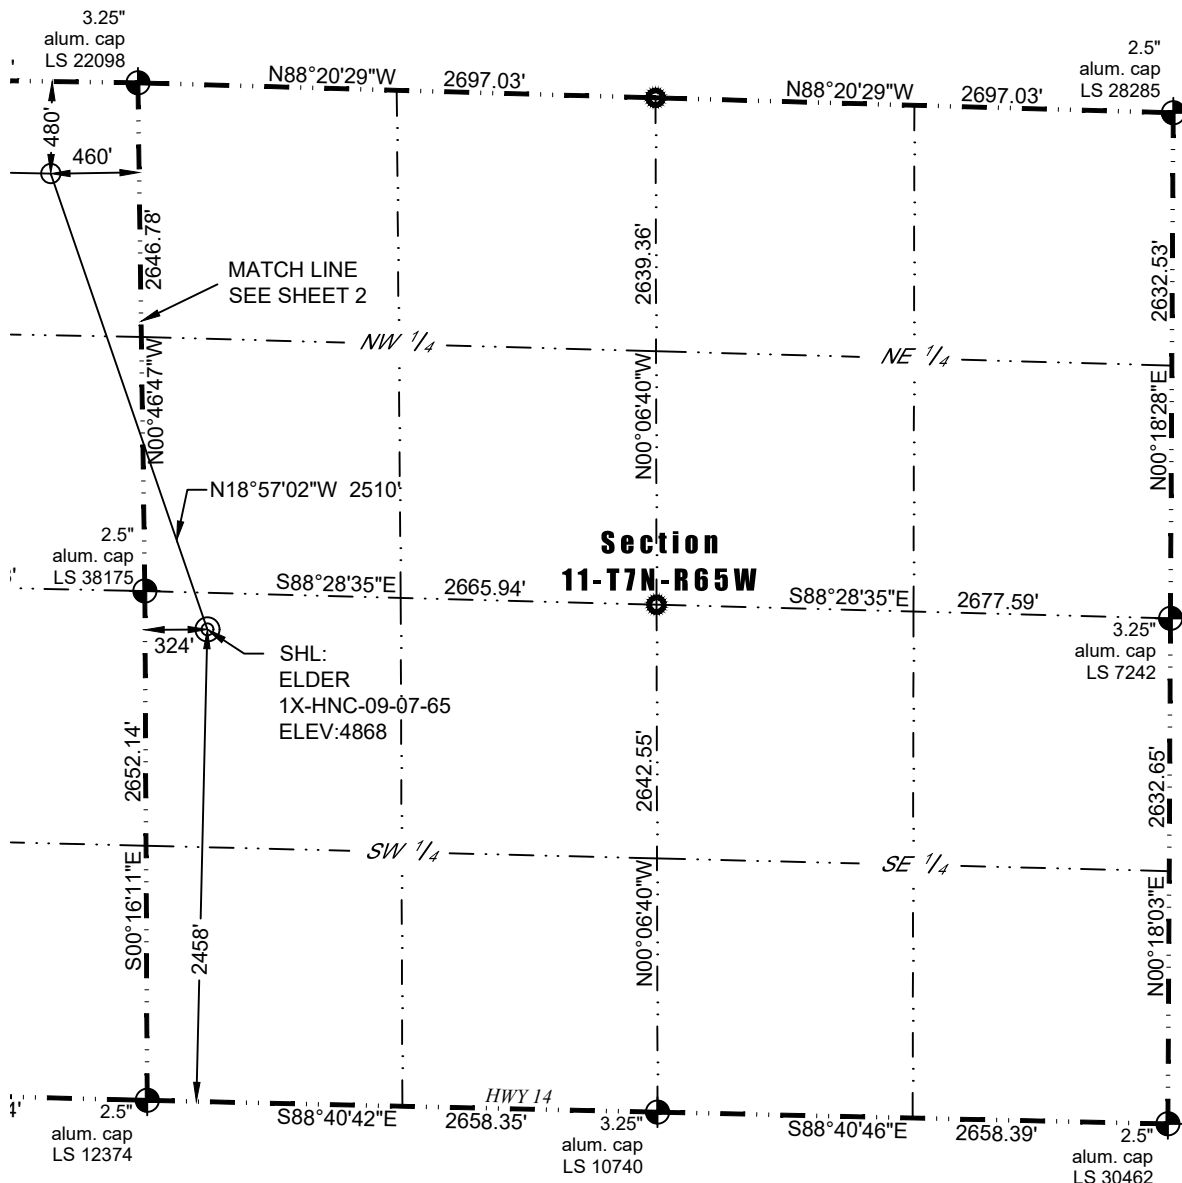 3.25"
alum. cap
LS 22098
N88°20'29"W 2697.03'
N88°20'29"W 2697.03'
2.5"
alum. cap
LS 28285
480'
460'
2646.78'
N00°46'47"W
MATCH LINE
SEE SHEET 2
2639.36'
N00°06'40"W
2632.53'
N00°18'28"E
NW 1/4
NE 1/4
N18°57'02"W 2510'
2.5"
alum. cap
LS 38175
S88°28'35"E 2665.94'
Section
11-T7N-R65W
S88°28'35"E 2677.59'
3.25"
alum. cap
LS 7242
324'
SHL:
ELDER
1X-HNC-09-07-65
ELEV:4868
2652.14'
S00°16'11"E
2458'
2642.55'
N00°06'40"W
2632.65'
N00°18'03"E
SW 1/4
SE 1/4
HWY 14
2.5"
alum. cap
LS 12374
S88°40'42"E 2658.35'
3.25"
alum. cap
LS 10740
S88°40'46"E 2658.39'
2.5"
alum. cap
LS 30462